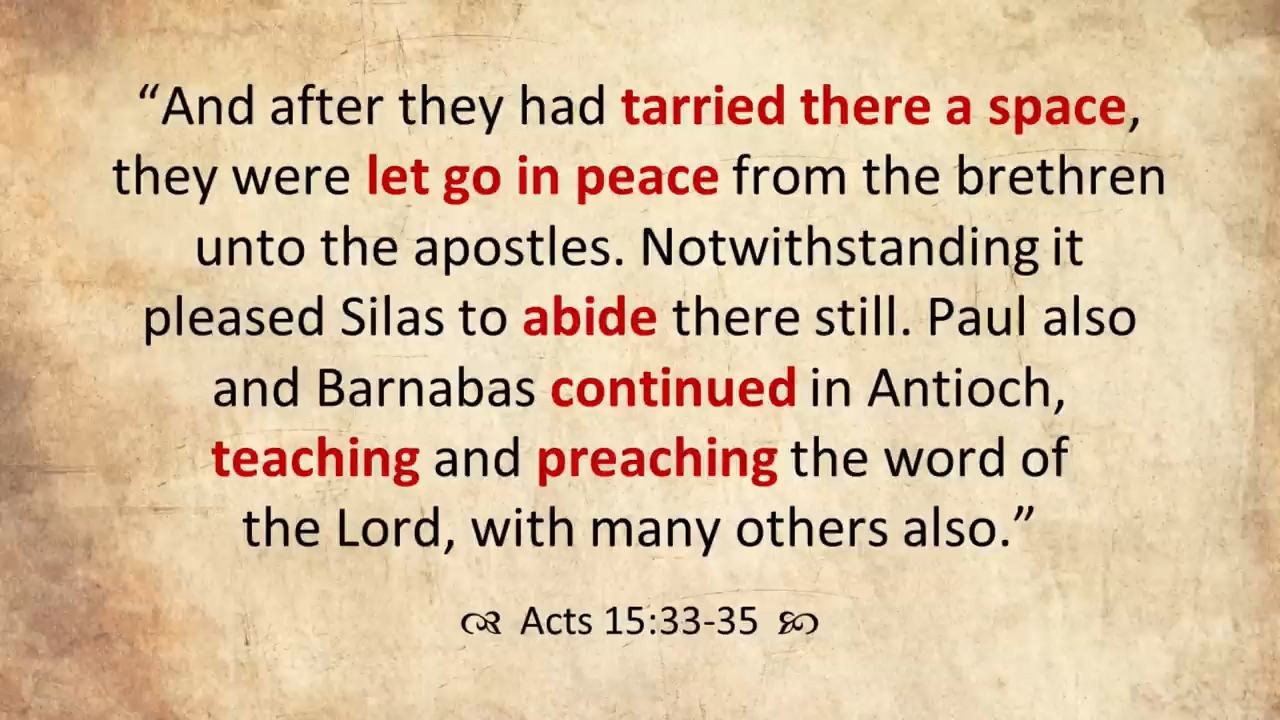 “And after they had tarried there a space,
they were let go in peace from the brethren
unto the apostles. Notwithstanding it
pleased Silas to abide there still. Paul also
and Barnabas continued in Antioch,
teaching and preaching the word of
the Lord, with many others also.”
Acts 15:33-35